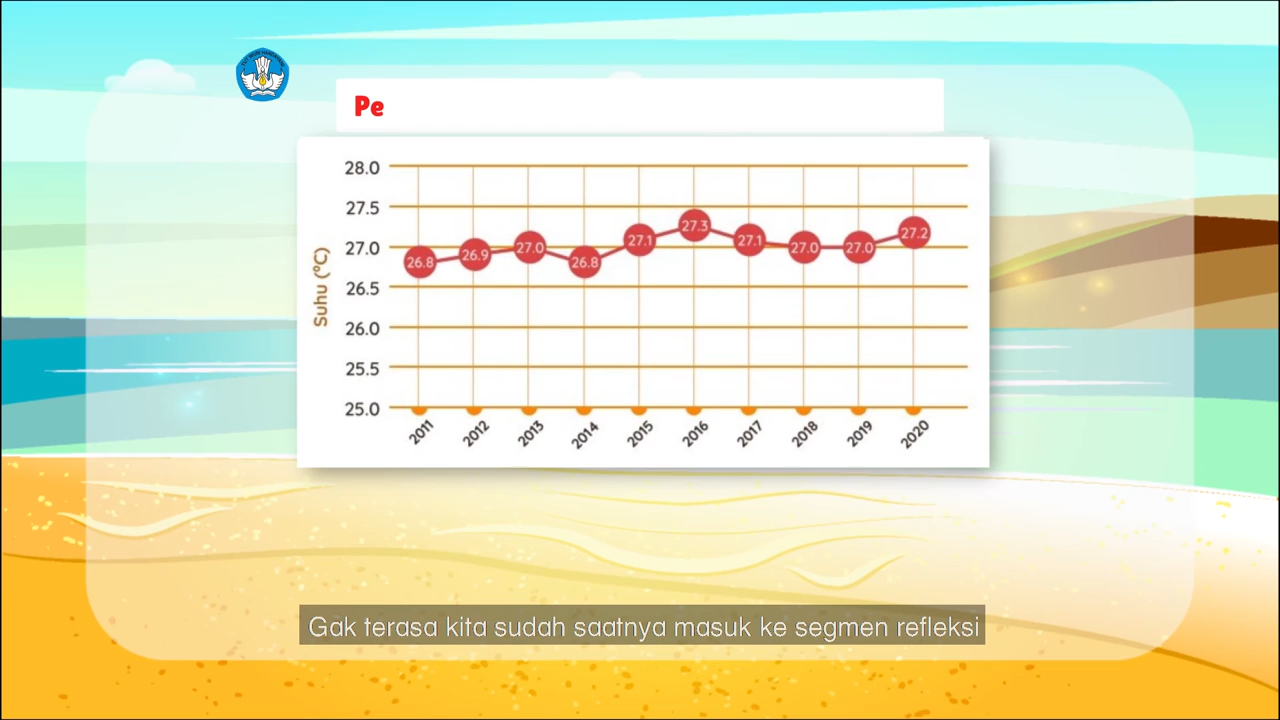 Pe
28.0
27.5
27.0
26.5
26.0
25.5
25.0
Suhu (°C)
26.8 26.9 27.0 26.8 27.1 27.3 27.1 27.0 27.0 27.2
2011 2012 2013 2014 2015 2016 2017 2018 2019 2020
Gak terasa kita sudah saatnya masuk ke segmen refleksi